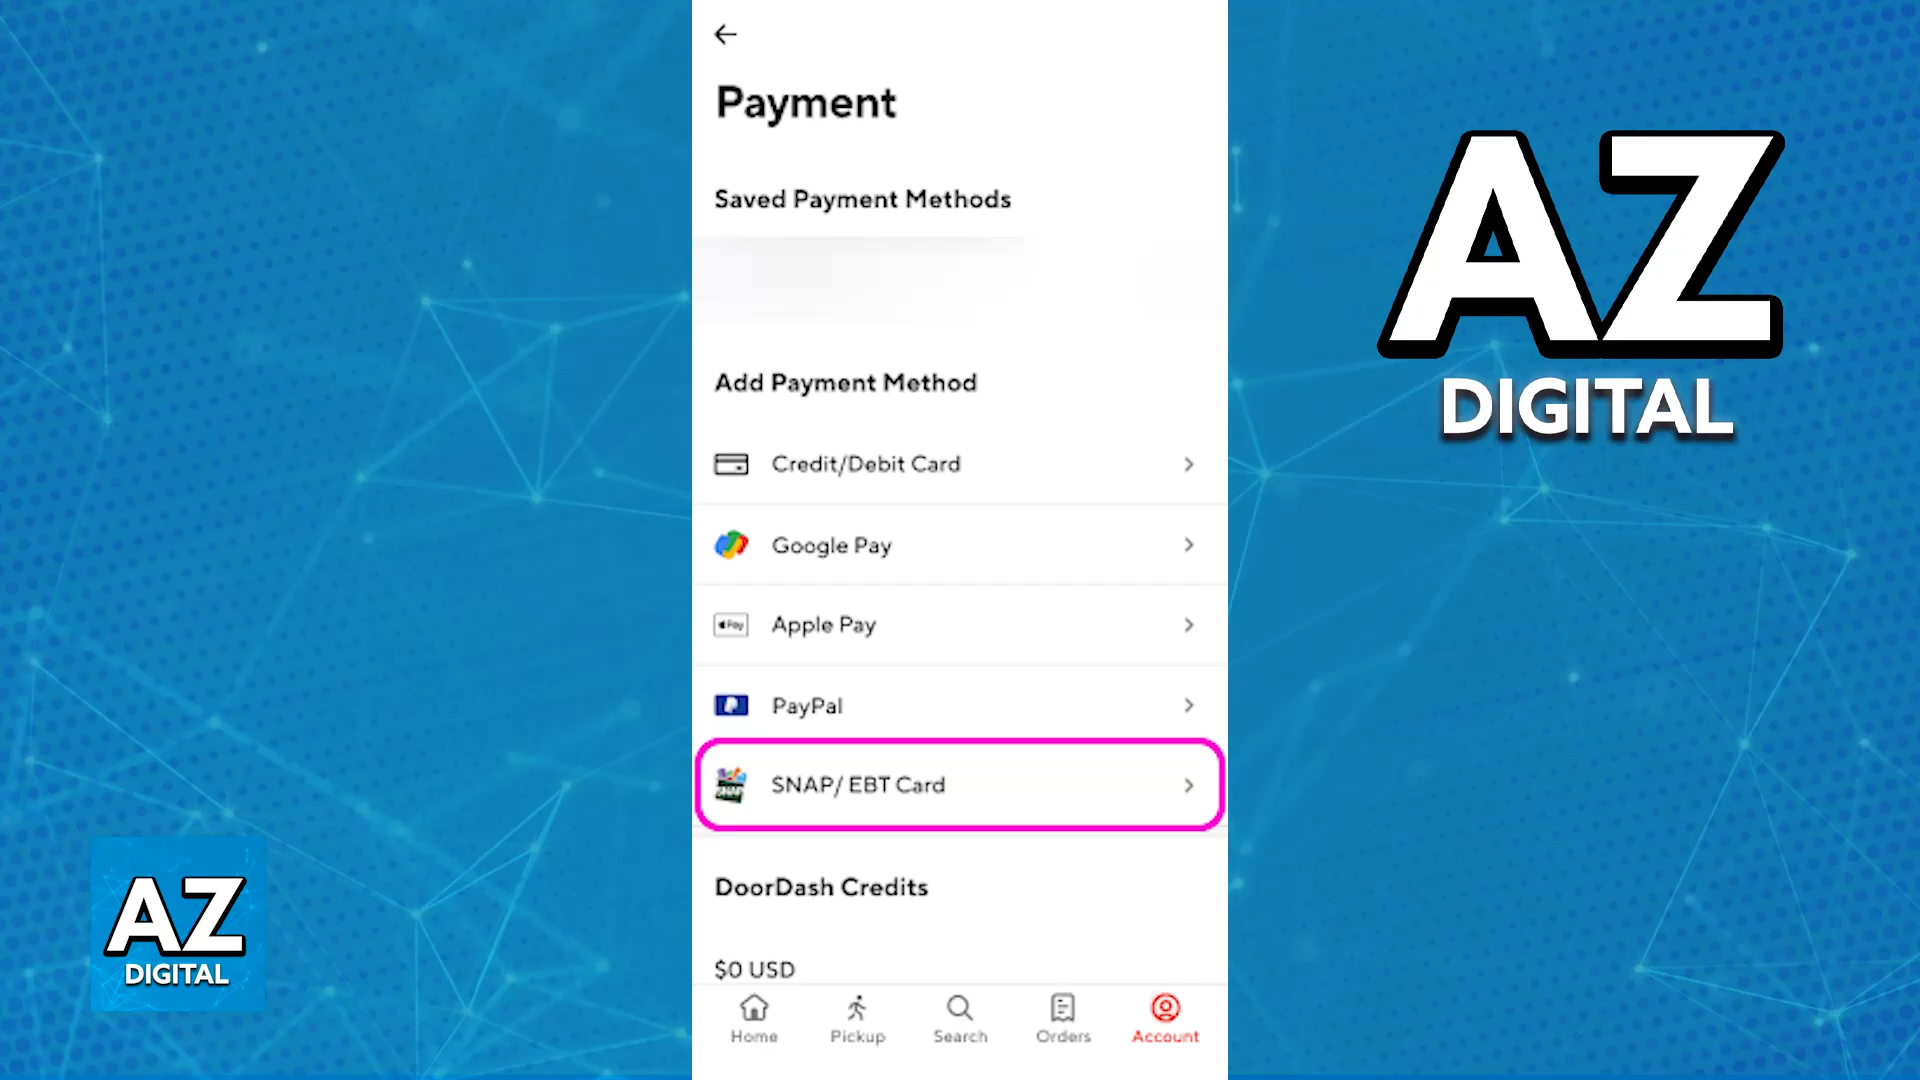 Payment
Saved Payment Methods
Add Payment Method
Credit/Debit Card
Google Pay
Apple Pay
Pay
PayPal
SNAP/ EBT Card
DoorDash Credits
$0 USD
Home
Pickup
Search
Orders
Account
AZ
DIGITAL
AZ
DIGITAL